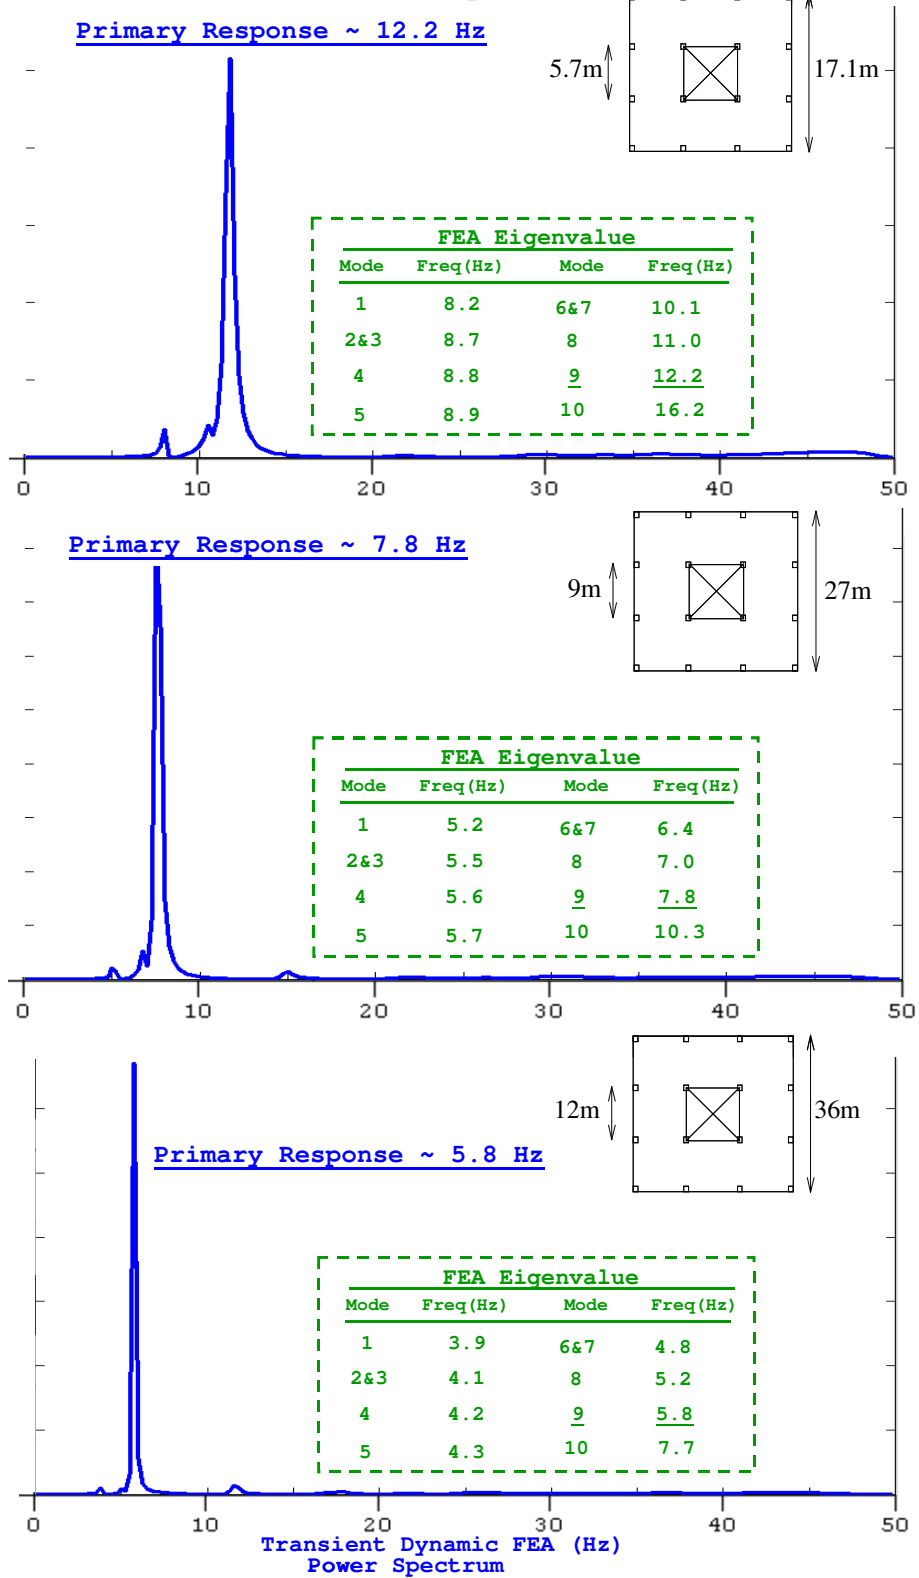 Primary Response ~ 12.2 Hz
5.7m
17.1m
FEA Eigenvalue
Mode Freq(Hz) Mode Freq(Hz)
1 8.2 6&7 10.1
2&3 8.7 8 11.0
4 8.8 9 12.2
5 8.9 10 16.2
0 10 20 30 40 50
Primary Response ~ 7.8 Hz
9m
27m
FEA Eigenvalue
Mode Freq(Hz) Mode Freq(Hz)
1 5.2 6&7 6.4
2&3 5.5 8 7.0
4 5.6 9 7.8
5 5.7 10 10.3
0 10 20 30 40 50
12m
36m
Primary Response ~ 5.8 Hz
FEA Eigenvalue
Mode Freq(Hz) Mode Freq(Hz)
1 3.9 6&7 4.8
2&3 4.1 8 5.2
4 4.2 9 5.8
5 4.3 10 7.7
0 10 20 30 40 50
Transient Dynamic FEA (Hz)
Power Spectrum